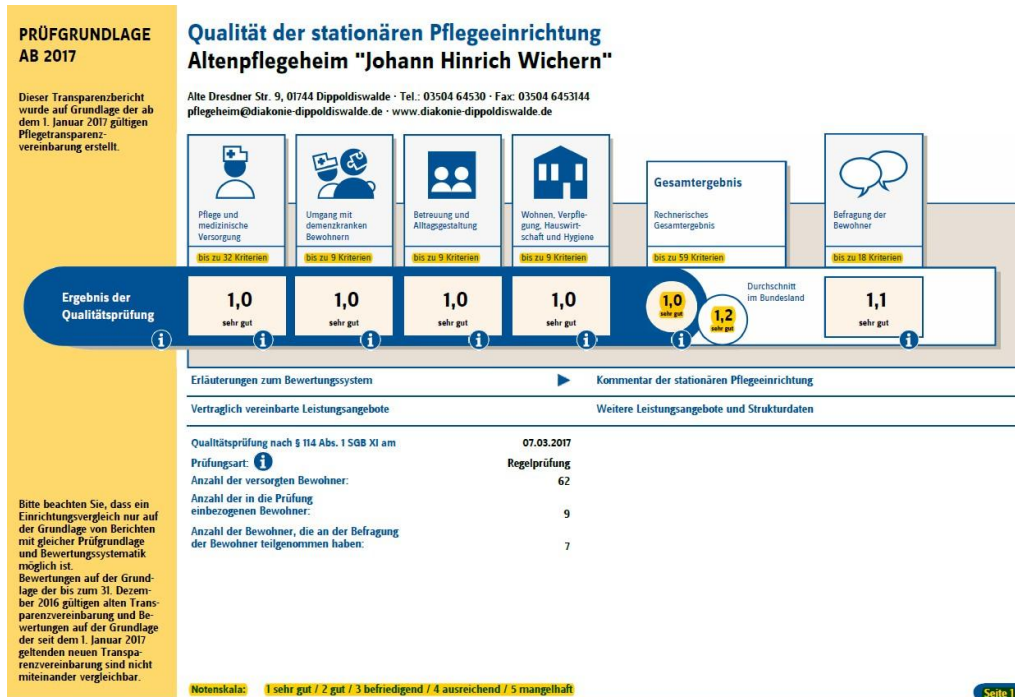 PRÜFGRUNDLAGE
AB 2017
Dieser Transparenzbericht
wurde auf Grundlage der ab
dem 1. Januar 2017 gültigen
Pflegetransparenz-
vereinbarung erstellt.
Qualität der stationären Pflegeeinrichtung
Altenpflegeheim "Johann Hinrich Wichern"
Alte Dresdner Str. 9, 01744 Dippoldiswalde · Tel.: 03504 64530 · Fax: 03504 6453144
pflegeheim@diakonie-dippoldiswalde.de · www.diakonie-dippoldiswalde.de
Pflege und
medizinische
Versorgung
bis zu 32 Kriterien
Umgang mit
demenzkranken
Bewohnern
bis zu 9 Kriterien
Betreuung und
Alltagsgestaltung
bis zu 9 Kriterien
Wohnen, Verpfle-
gung, Hauswirt-
schaft und Hygiene
bis zu 9 Kriterien
Gesamtergebnis
Rechnerisches
Gesamtergebnis
bis zu 59 Kriterien
Befragung der
Bewohner
bis zu 18 Kriterien
Ergebnis der
Qualitätsprüfung
i
1,0
sehr gut
i
1,0
sehr gut
i
1,0
sehr gut
i
1,0
sehr gut
i
1,0
sehr gut
i
1,2
sehr gut
Durchschnitt
im Bundesland
1,1
sehr gut
i
Erläuterungen zum Bewertungssystem
Kommentar der stationären Pflegeeinrichtung
Vertraglich vereinbarte Leistungsangebote
Weitere Leistungsangebote und Strukturdaten
Qualitätsprüfung nach § 114 Abs. 1 SGB XI am 07.03.2017
Prüfungsart: i Regelprüfung
Anzahl der versorgten Bewohner: 62
Anzahl der in die Prüfung
einbezogenen Bewohner: 9
Anzahl der Bewohner, die an der Befragung
der Bewohner teilgenommen haben: 7
Bitte beachten Sie, dass ein
Einrichtungsvergleich nur auf
der Grundlage von Berichten
mit gleicher Prüfgrundlage
und Bewertungssystematik
möglich ist.
Bewertungen auf der Grund-
lage der bis zum 31. Dezem-
ber 2016 gültigen alten Trans-
parenzvereinbarung und Be-
wertungen auf der Grundlage
der seit dem 1. Januar 2017
geltenden neuen Transpa-
renzvereinbarung sind nicht
miteinander vergleichbar.
Notenskala: 1 sehr gut / 2 gut / 3 befriedigend / 4 ausreichend / 5 mangelhaft
Seite 1